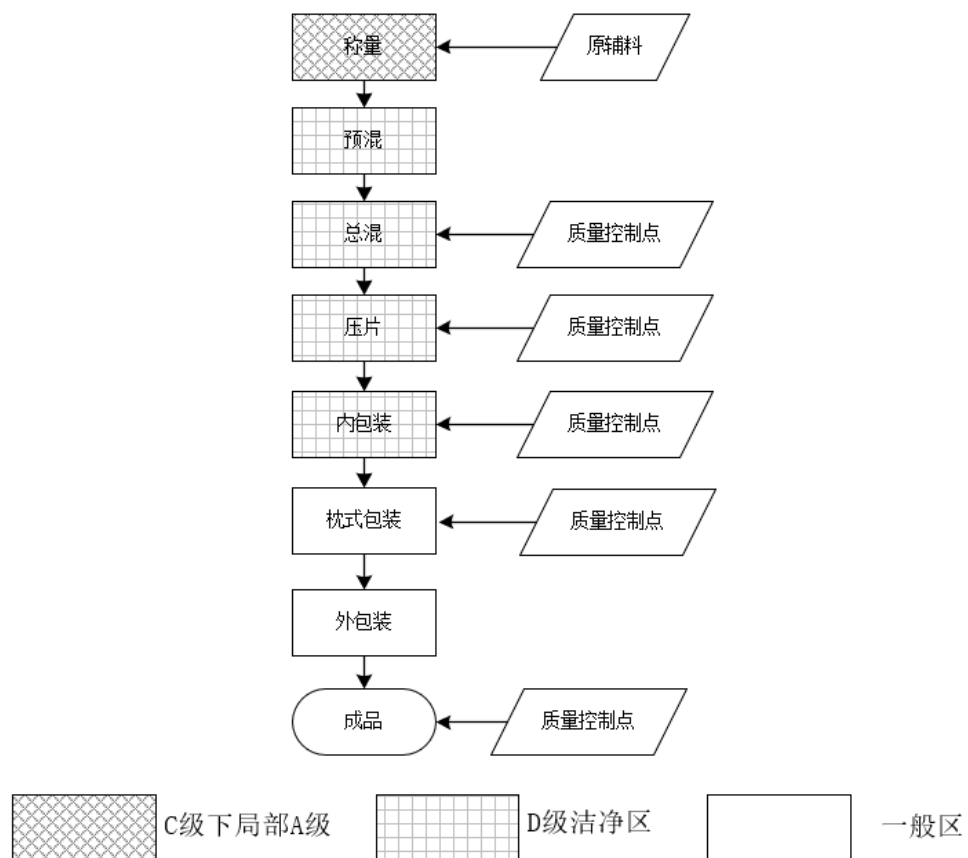 称量
原辅料
预混
总混
质量控制点
压片
质量控制点
内包装
质量控制点
枕式包装
质量控制点
外包装
成品
质量控制点
C级下局部A级
D级洁净区
一般区